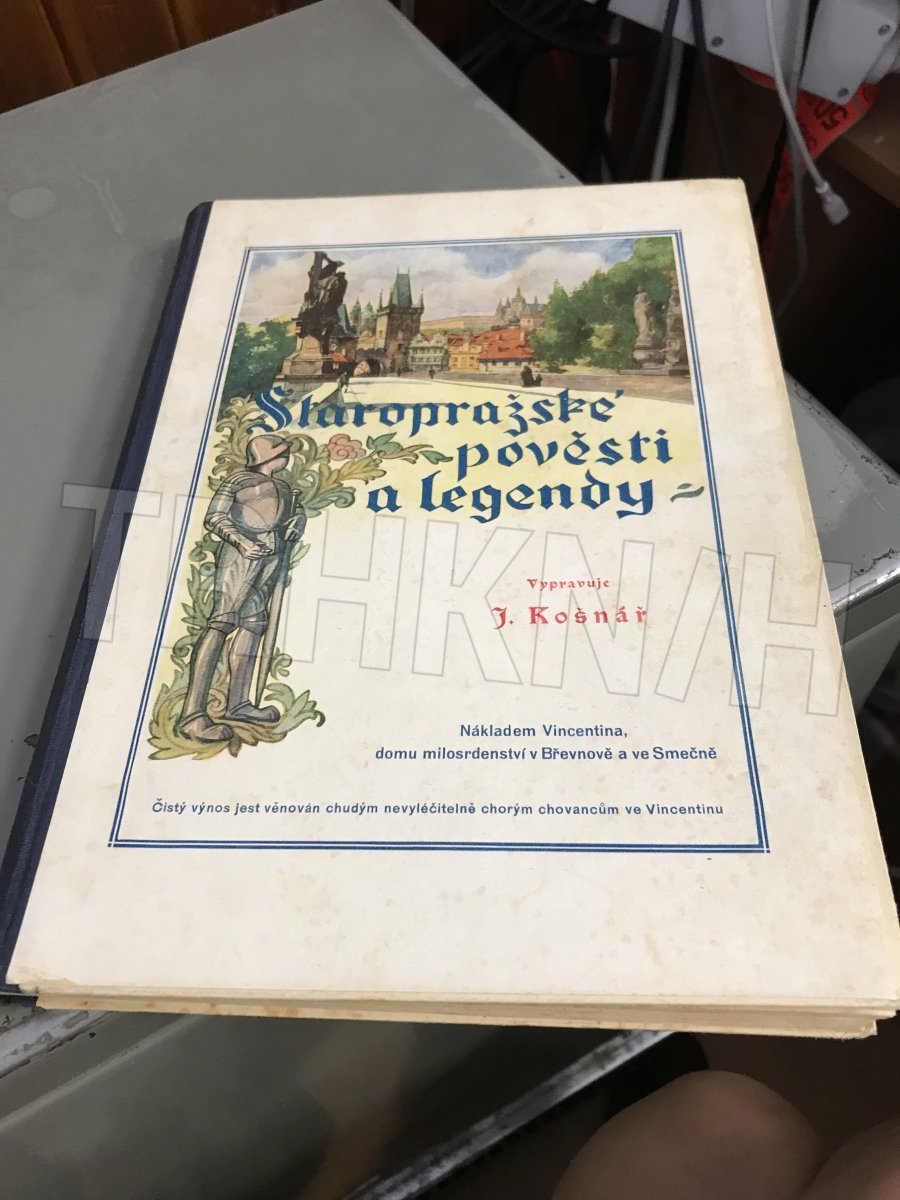 Staropražské
pověsti
a legendy
Vypravuje
J. Košnář
Nákladem Vincentina,
domu milosrdenství v Břevnově a ve Smečně
Čistý výnos jest věnován chudým nevyléčitelně chorým chovancům ve Vincentinu